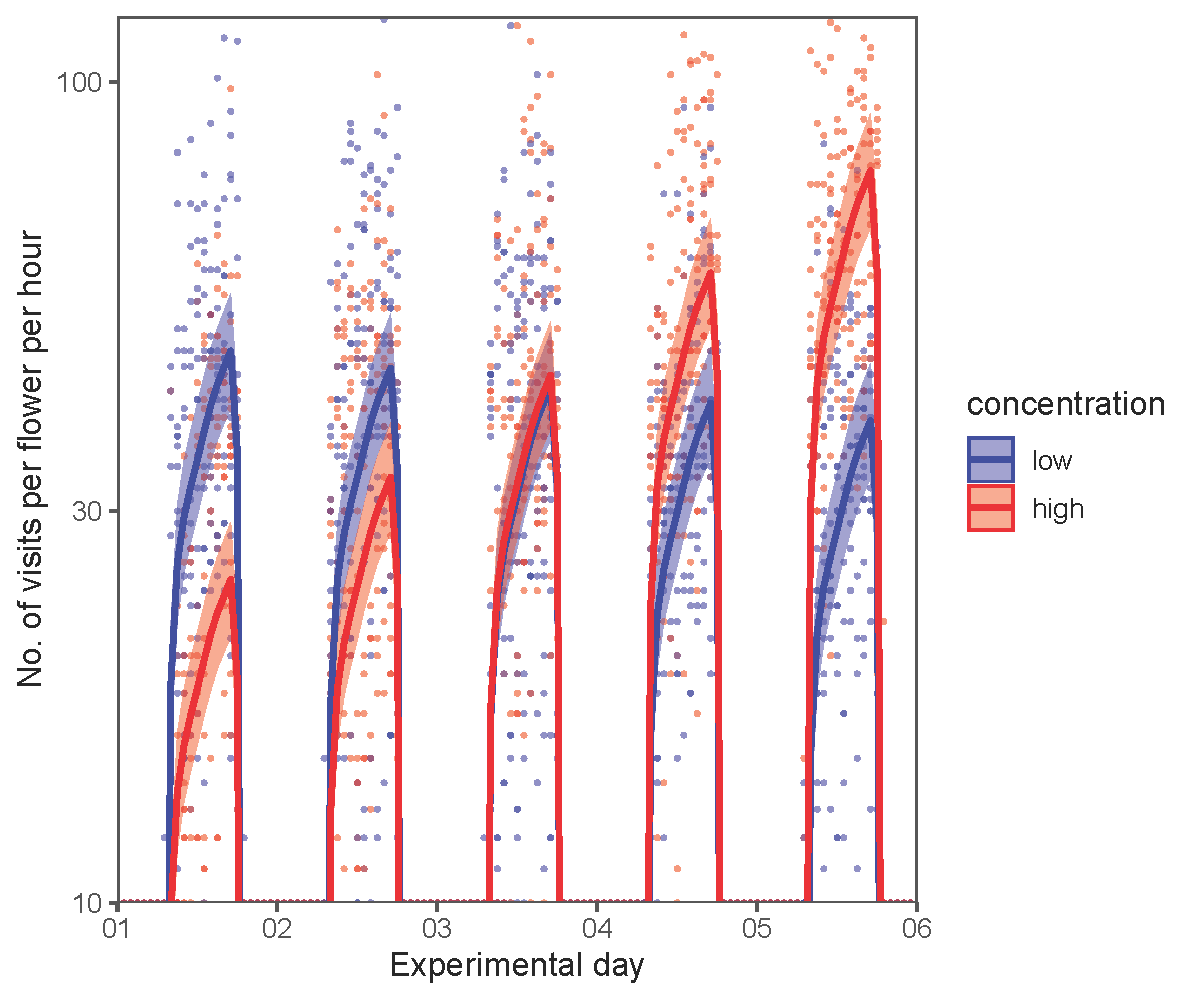 No. of visits per flower per hour
100
30
10
01
02
03
04
05
06
Experimental day
concentration
low
high